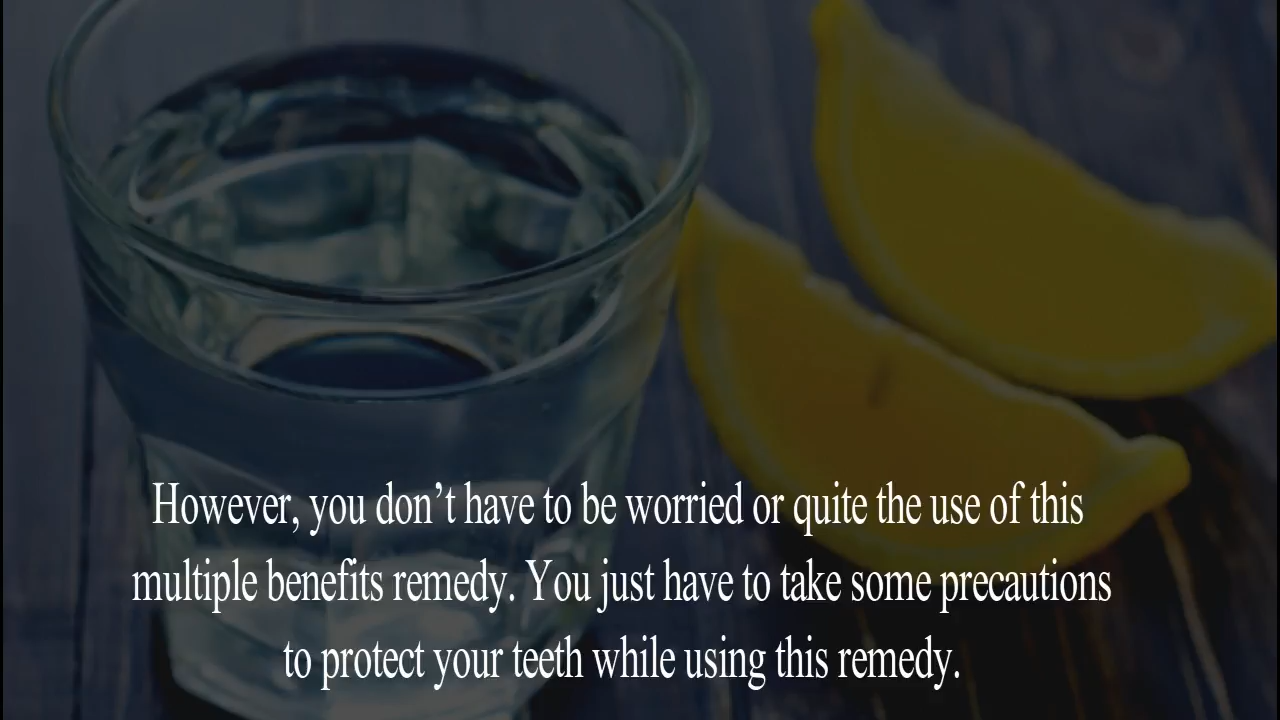 However, you don’t have to be worried or quite the use of this
multiple benefits remedy. You just have to take some precautions
to protect your teeth while using this remedy.